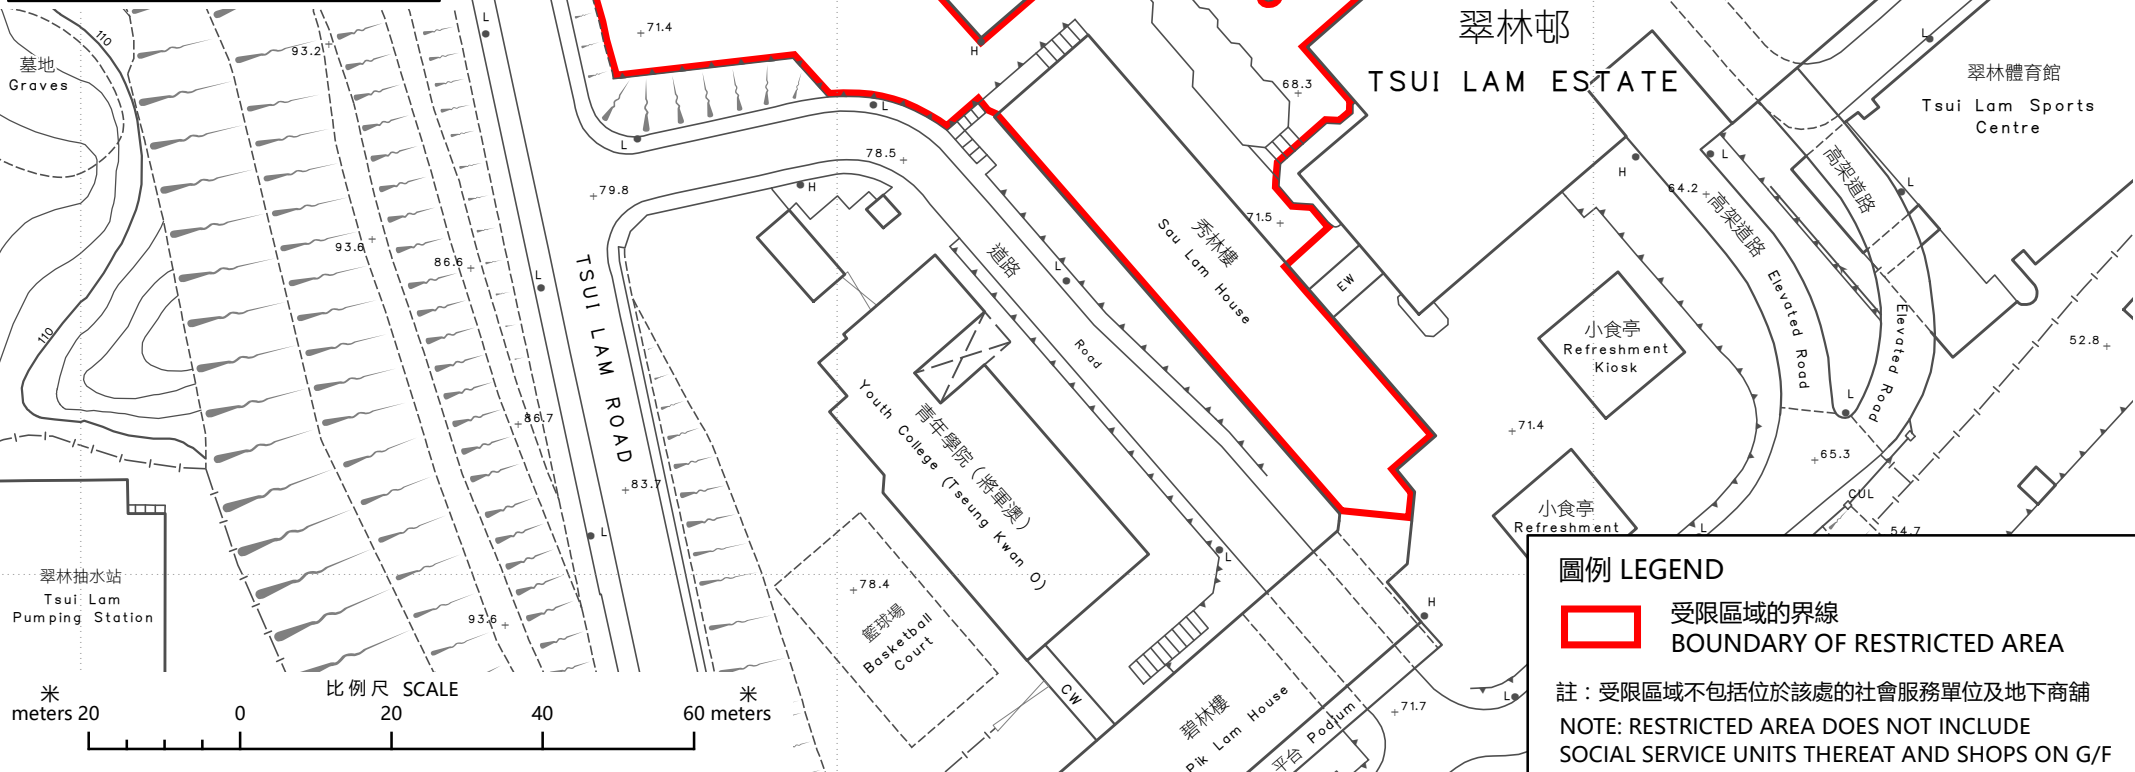 翠林邨
TSUI LAM ESTATE
墓地
Graves
110
110
93.2
71.4
68.3
78.5
79.8
93.6
86.6
86.7
83.7
93.6
78.4
71.5
64.2
71.4
65.3
52.8
54.7
71.7
L
L
L
L
L
L
L
L
L
L
L
L
L
L
H
H
H
H
翠林體育館
Tsui Lam Sports
Centre
高架道路
Elevated Road
高架道路
Elevated Road
秀林樓
Sau Lam House
EW
道路
Road
TSUI LAM ROAD
青年學院（將軍澳）
Youth College (Tseung Kwan O)
小食亭
Refreshment
Kiosk
小食亭
Refreshment
CUL
籃球場
Basketball
Court
CW
碧林樓
Pik Lam House
平台 Podium
翠林抽水站
Tsui Lam
Pumping Station
比例尺 SCALE
米
meters 20 0 20 40 60 meters
米
圖例 LEGEND
受限區域的界線
BOUNDARY OF RESTRICTED AREA
註：受限區域不包括位於該處的社會服務單位及地下商舖
NOTE: RESTRICTED AREA DOES NOT INCLUDE
SOCIAL SERVICE UNITS THEREAT AND SHOPS ON G/F